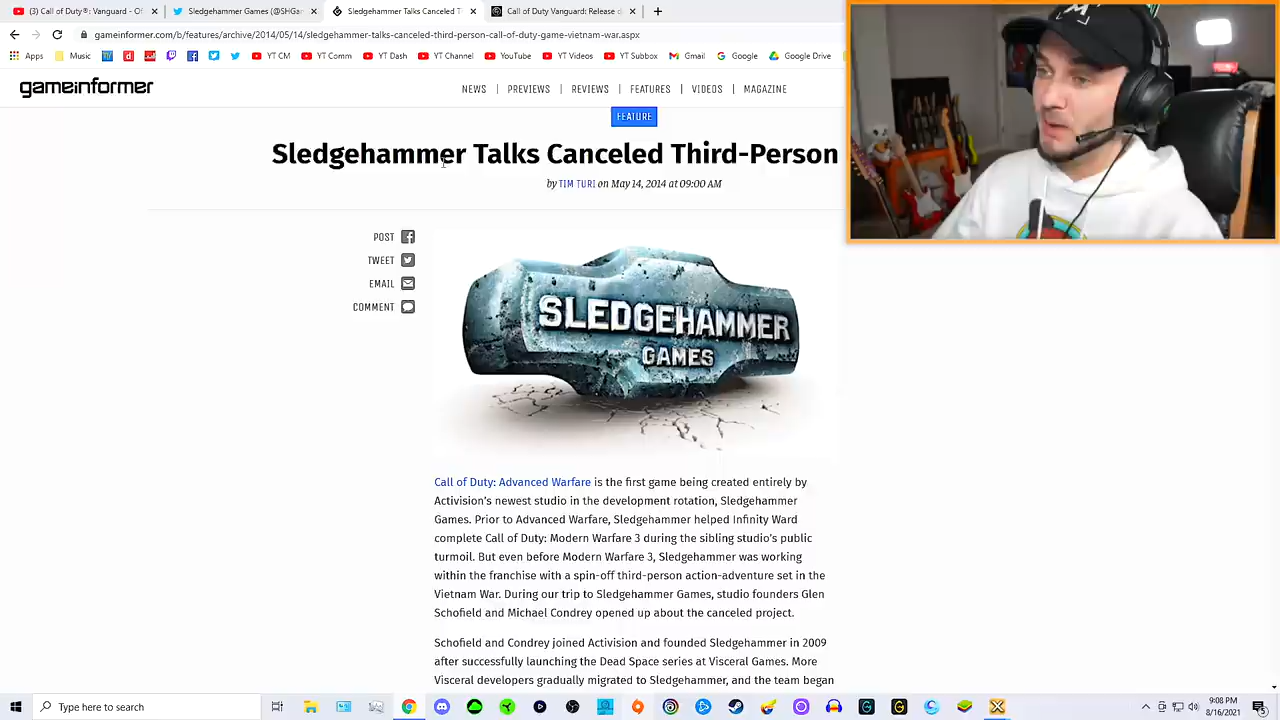 (3) Call of Duty®: Vanguard - Of
Sledgehammer Games (@SHGam
Sledgehammer Talks Canceled T
Call of Duty Vanguard: Release d
gameinformer.com/b/features/archive/2014/05/14/sledgehammer-talks-canceled-third-person-call-of-duty-game-vietnam-war.aspx
Apps Music YT CM YT Comm YT Dash YT Channel YouTube YT Videos YT Subbox Gmail Google Google Drive
gameinformer
NEWS | PREVIEWS | REVIEWS | FEATURES | VIDEOS | MAGAZINE
FEATURE
Sledgehammer Talks Canceled Third-Person
by TIM TURI on May 14, 2014 at 09:00 AM
POST
TWEET
EMAIL
COMMENT
SLEDGEHAMMER
GAMES
Call of Duty: Advanced Warfare is the first game being created entirely by
Activision's newest studio in the development rotation, Sledgehammer
Games. Prior to Advanced Warfare, Sledgehammer helped Infinity Ward
complete Call of Duty: Modern Warfare 3 during the sibling studio's public
turmoil. But even before Modern Warfare 3, Sledgehammer was working
within the franchise with a spin-off third-person action-adventure set in the
Vietnam War. During our trip to Sledgehammer Games, studio founders Glen
Schofield and Michael Condrey opened up about the canceled project.
Schofield and Condrey joined Activision and founded Sledgehammer in 2009
after successfully launching the Dead Space series at Visceral Games. More
Visceral developers gradually migrated to Sledgehammer, and the team began
Type here to search
9:08 PM
8/16/2021